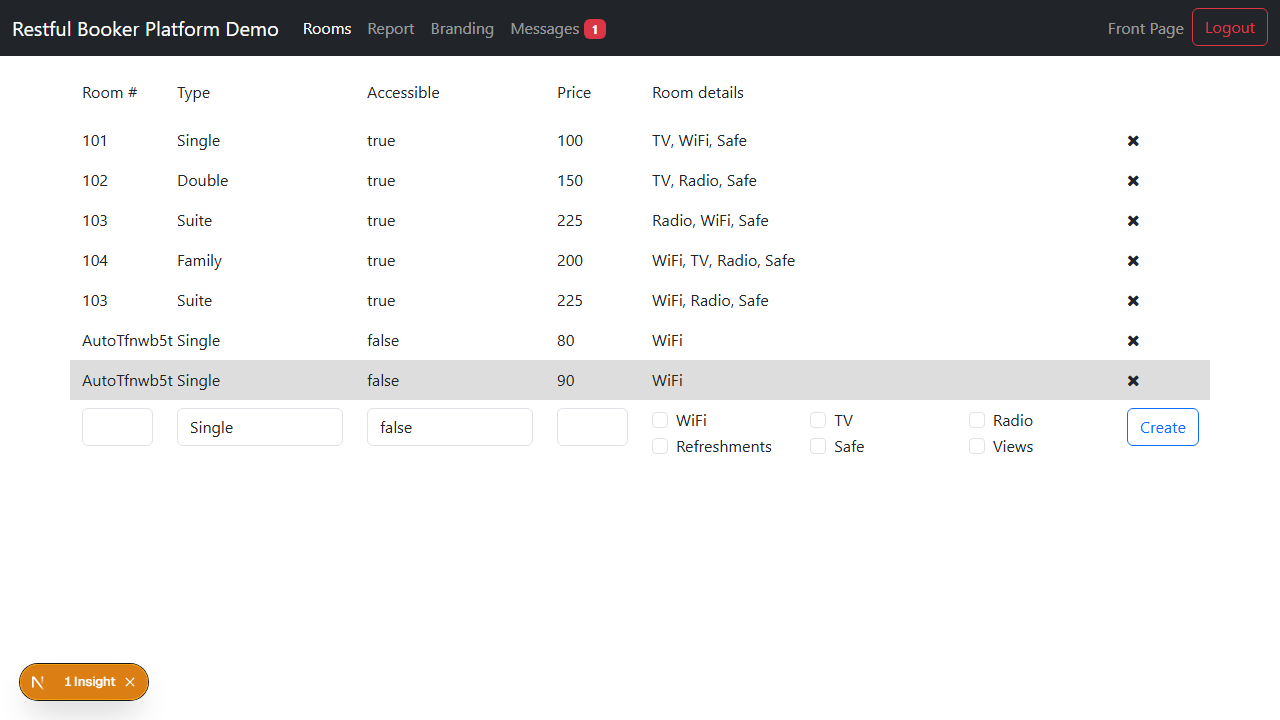 Restful Booker Platform Demo Rooms Report Branding Messages 1 Front Page Logout
Room # Type Accessible Price Room details
101 Single true 100 TV, WiFi, Safe
102 Double true 150 TV, Radio, Safe
103 Suite true 225 Radio, WiFi, Safe
104 Family true 200 WiFi, TV, Radio, Safe
103 Suite true 225 WiFi, Radio, Safe
AutoTfnwb5t Single false 80 WiFi
AutoTfnwb5t Single false 90 WiFi
Single false WiFi TV Radio Create
Refreshments Safe Views
N 1 Insight